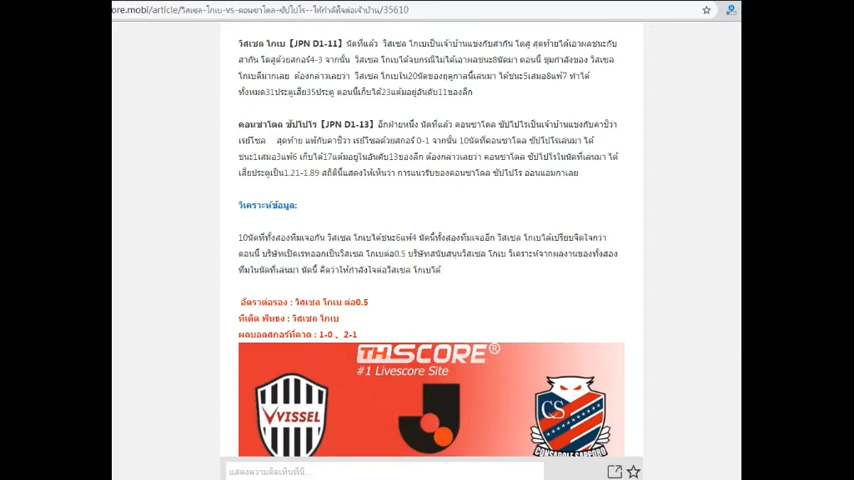 ore.mobi/article/วิสเซล-โกเบ-vs-คอนซาโดล-ซัปโปโร--ให้กำลังใจต่อเจ้าบ้าน/35610
วิสเซล โกเบ【JPN D1-11】นัดที่แล้ว วิสเซล โกเบเป็นเจ้าบ้านแข่งกับสากัน โตสุ สุดท้ายได้เอาผลชนะกับ
สากัน โตสุด้วยสกอร์4-3 จากนั้น วิสเซล โกเบได้จบกรณีไม่ได้เอาผลชนะ8นัดมา ตอนนี้ ขุมกำลังของ วิสเซล
โกเบดีมากเลย ต้องกล่าวเลยว่า วิสเซล โกเบใน20นัดของฤดูกาลนี้เล่นมา ได้ชนะ5เสมอ8แพ้7 ทำได้
ทั้งหมด31ประตูเสีย35ประตู ตอนนี้เก็บได้23แต้มอยู่อันดับ11ของลีก
คอนซาโดล ซัปโปโร【JPN D1-13】อีกฝ่ายหนึ่ง นัดที่แล้ว คอนซาโดล ซัปโปโรเป็นเจ้าบ้านแข่งกับคาชิว่า
เรย์โซล สุดท้าย แพ้กับคาชิว่า เรย์โซลด้วยสกอร์ 0-1 จากนั้น 10นัดที่คอนซาโดล ซัปโปโรเล่นมา ได้
ชนะ1เสมอ3แพ้6 เก็บได้17แต้มอยู่ในอันดับ13ของลีก ต้องกล่าวเลยว่า คอนซาโดล ซัปโปโรในนัดที่เล่นมา ได้
เสียประตูเป็น1.21-1.89 สถิตินี้แสดงให้เห็นว่า การแนวรับของคอนซาโดล ซัปโปโร อ่อนแอมากเลย
วิเคราะห์ข้อมูล:
10นัดที่ทั้งสองทีมเจอกัน วิสเซล โกเบได้ชนะ6แพ้4 นัดนี้ทั้งสองทีมเจออีก วิสเซล โกเบได้เปรียบจิตใจกว่า
ตอนนี้ บริษัทเปิดเรทออกเป็นวิสเซล โกเบต่อ0.5 บริษัทสนับสนุนวิสเซล โกเบ วิเคราะห์จากผลงานของทั้งสอง
ทีมในนัดที่เล่นมา นัดนี้ คิดว่าให้กำลังใจต่อวิสเซล โกเบได้
อัตราต่อรอง : วิสเซล โกเบ ต่อ0.5
ทีเด็ด ฟันธง : วิสเซล โกเบ
ผลบอลสกอร์ที่คาด : 1-0 、2-1
THSCORE®
#1 Livescore Site
VISSEL
CS
CONSADOLE SAPPORO
แสดงความคิดเห็นที่นี่...